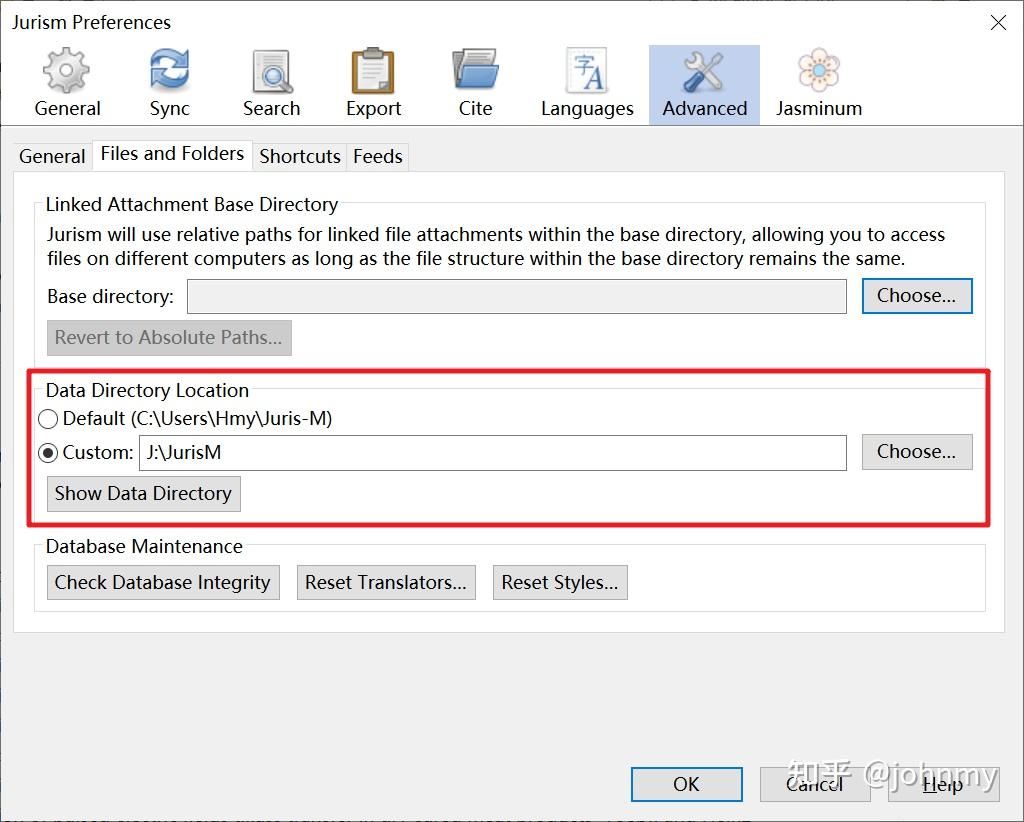 Jurism Preferences
General Sync Search Export Cite Languages Advanced Jasminum
General Files and Folders Shortcuts Feeds
Linked Attachment Base Directory
Jurism will use relative paths for linked file attachments within the base directory, allowing you to access
files on different computers as long as the file structure within the base directory remains the same.
Base directory: Choose...
Revert to Absolute Paths...
Data Directory Location
Default (C:\Users\Hmy\Juris-M)
Custom: J:\JurisM Choose...
Show Data Directory
Database Maintenance
Check Database Integrity Reset Translators... Reset Styles...
OK Cancel Help
知乎 @johnmy